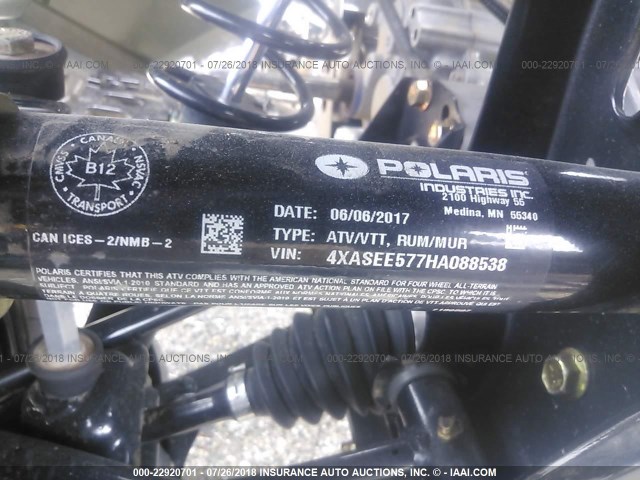 000-22920701 - 07/26/2018 INSURANCE AUTO AUCTIONS, INC. - IAAI.COM
CANADA
CMVSS
B12
NSVAC
TRANSPORT
POLARIS
INDUSTRIES INC.
2100 Highway 55
Medina, MN 55340
CAN ICES-2/NMB-2
DATE: 06/06/2017
TYPE: ATV/VTT, RUM/MUR
VIN: 4XASEE577HA088538
POLARIS CERTIFIES THAT THIS ATV COMPLIES WITH THE AMERICAN NATIONAL STANDARD FOR FOUR WHEEL ALL-TERRAIN
VEHICLES, ANSI/SVIA-1 2010 STANDARD AND HAS AN APPROVED ATV ACTION PLAN ON FILE WITH THE CPSC, TO WHICH IT IS
SUBJECT.
000-22920701 - 07/26/2018 INSURANCE AUTO AUCTIONS, INC. - IAAI.COM